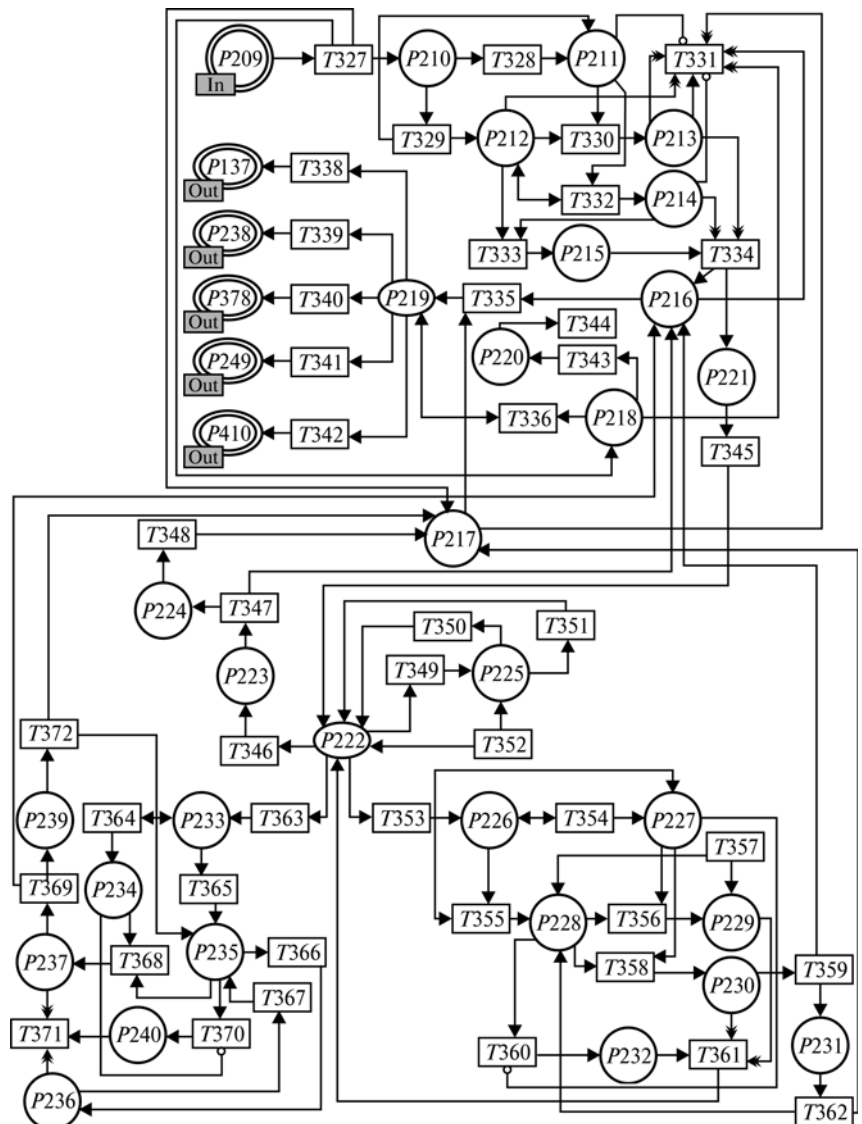 P209
T327
P210
T328
P211
T331
In
T329
P212
T330
P213
P137
T338
Out
T332
P214
P238
T339
Out
T333
P215
T334
P378
T340
P219
T335
P216
Out
T344
P220
T343
P249
T341
P221
Out
P410
T342
T336
P218
T345
Out
T348
P217
P224
T347
T350
T351
P223
T349
P225
T372
T346
P222
T352
P239
T364
P233
T363
T353
P226
T354
P227
T357
T369
P234
T365
T355
P228
T356
P229
P237
T368
P235
T366
T358
P230
T359
T367
T371
P240
T370
T360
P232
T361
P231
P236
T362